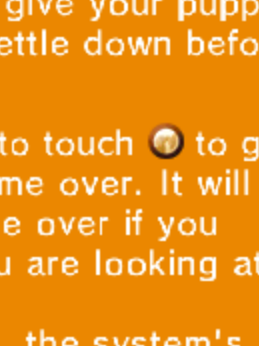 give your pupp
ettle down befo
to touch to g
me over. It will
e over if you
u are looking at
the system's